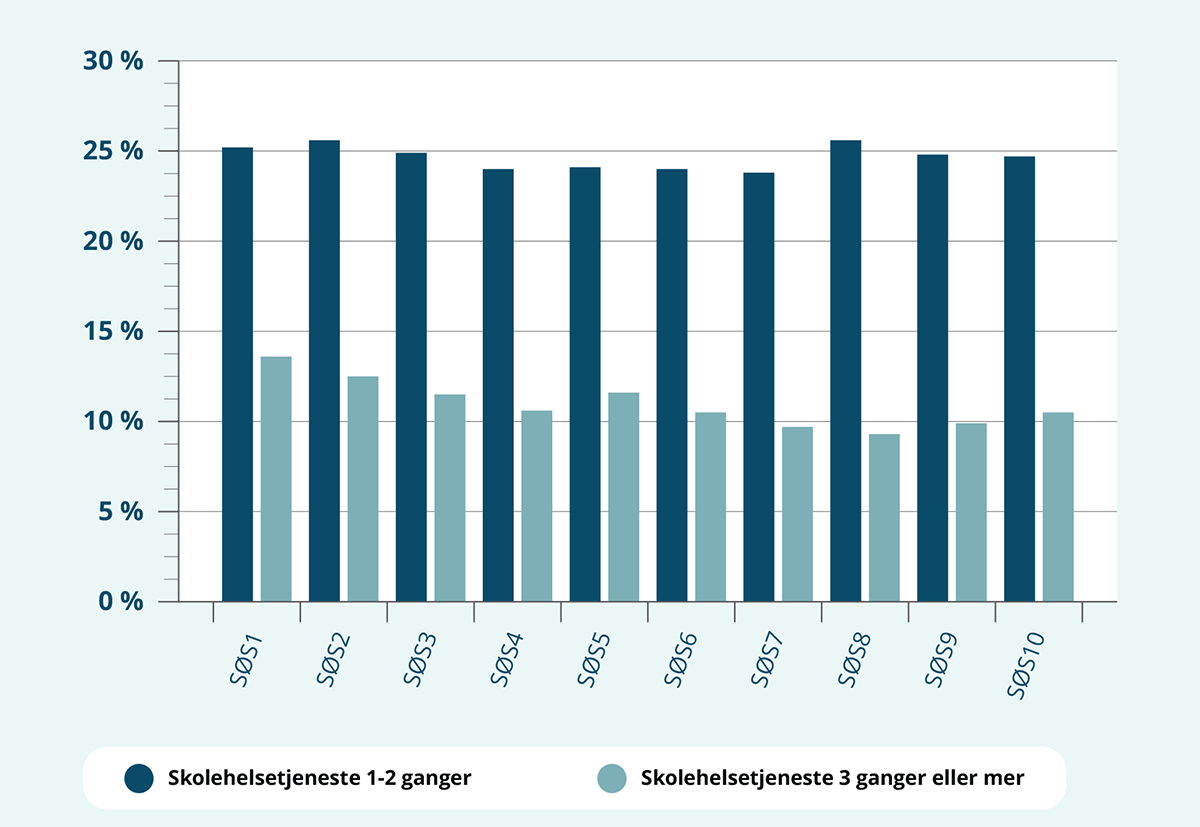 30 %
25 %
20 %
15 %
10 %
5 %
0 %
SØS1
SØS2
SØS3
SØS4
SØS5
SØS6
SØS7
SØS8
SØS9
SØS10
Skolehelsetjeneste 1-2 ganger
Skolehelsetjeneste 3 ganger eller mer